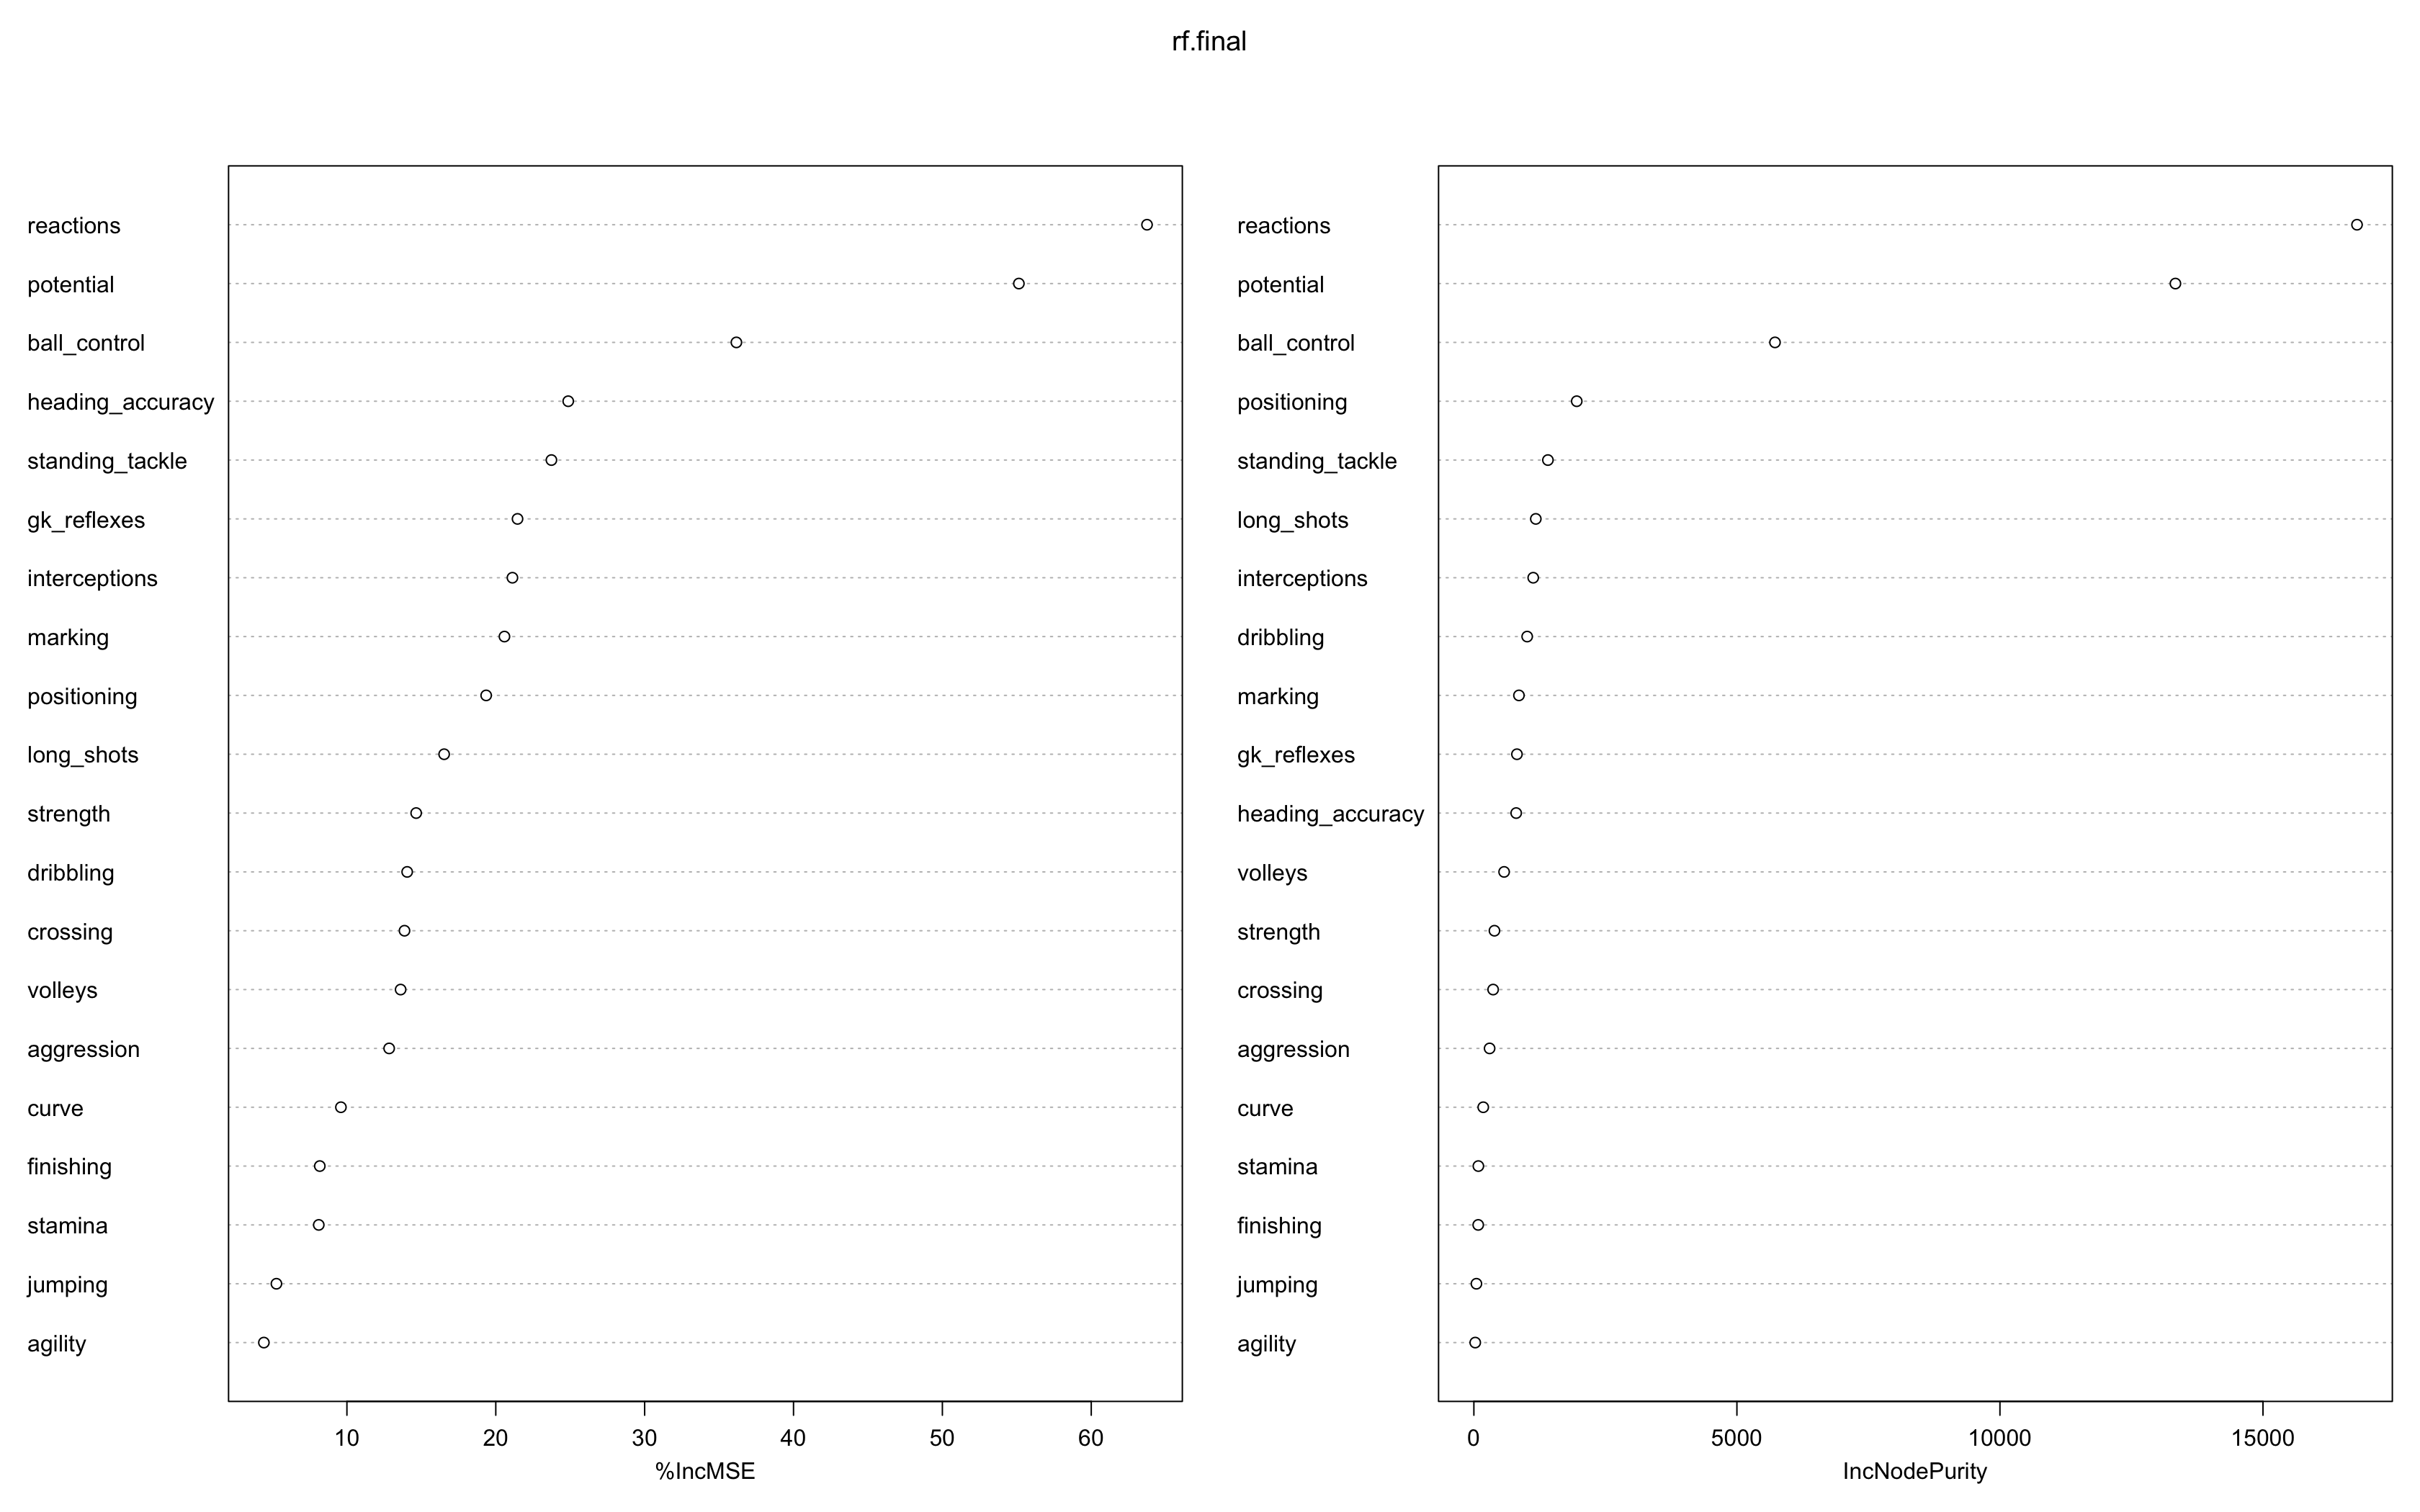 rf.final
reactions
potential
ball_control
heading_accuracy
standing_tackle
gk_reflexes
interceptions
marking
positioning
long_shots
strength
dribbling
crossing
volleys
aggression
curve
finishing
stamina
jumping
agility
10 20 30 40 50 60
%IncMSE
reactions
potential
ball_control
positioning
standing_tackle
long_shots
interceptions
dribbling
marking
gk_reflexes
heading_accuracy
volleys
strength
crossing
aggression
curve
stamina
finishing
jumping
agility
0 5000 10000 15000
IncNodePurity